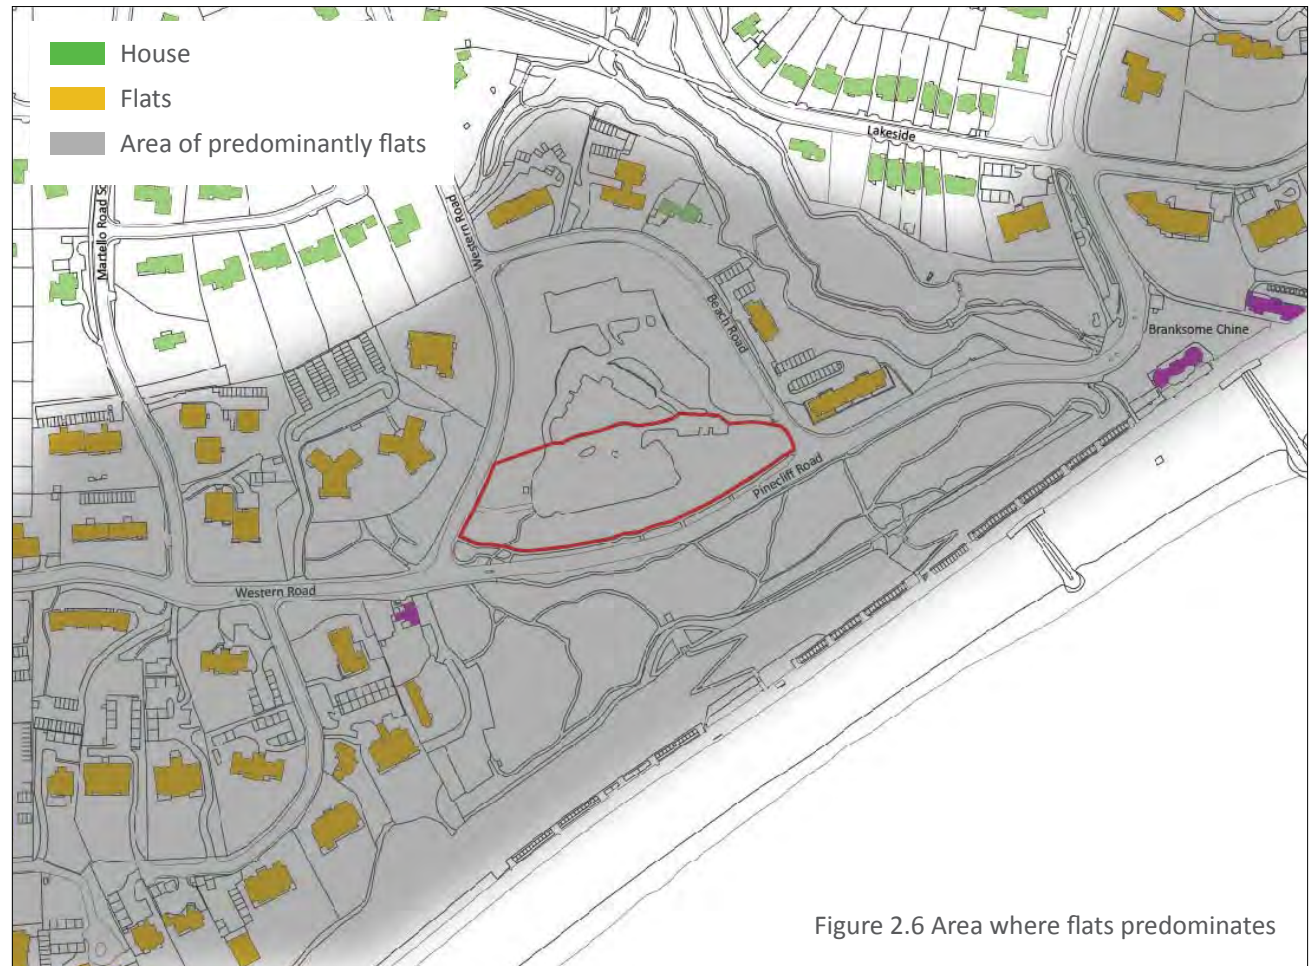 House
Flats
Area of predominantly flats
Lakeside
Martello Road So
Western Road
Beach Road
Branksome Chine
Pinecliff Road
Western Road
Figure 2.6 Area where flats predominates